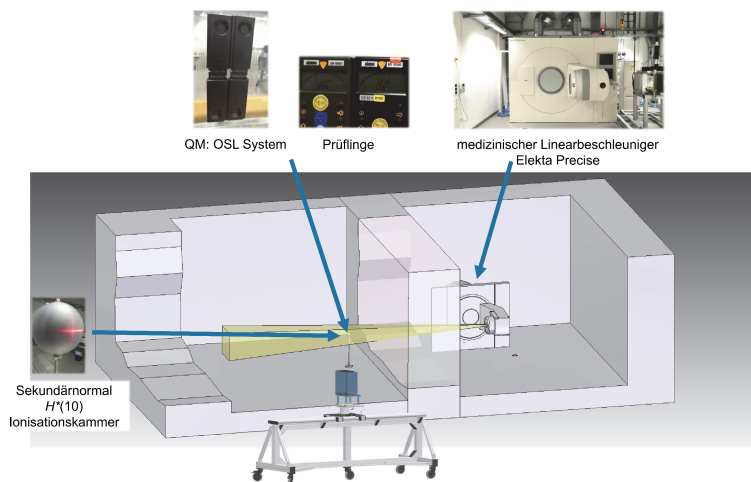 QM: OSL System
Prüflinge
medizinischer Linearbeschleuniger
Elekta Precise
Sekundärnormal
H*(10)
Ionisationskammer